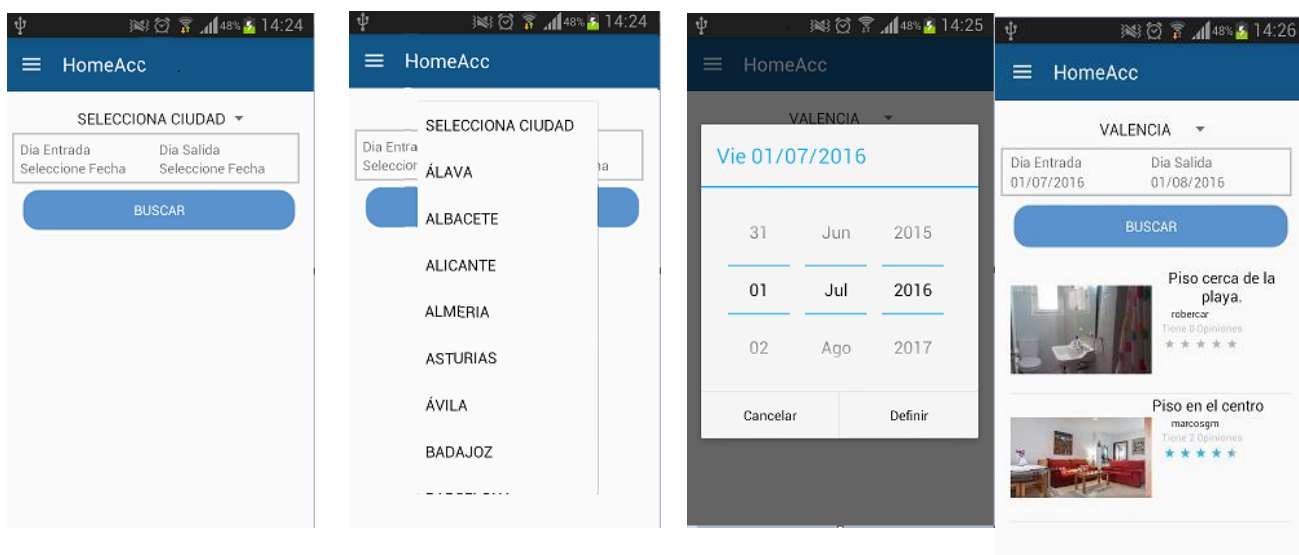 48% 14:24
HomeAcc
SELECCIONA CIUDAD
Dia Entrada Dia Salida
Seleccione Fecha Seleccione Fecha
BUSCAR
48% 14:24
HomeAcc
SELECCIONA CIUDAD
Dia Entra
Seleccior ha
ÁLAVA
ALBACETE
ALICANTE
ALMERIA
ASTURIAS
ÁVILA
BADAJOZ
48% 14:25
HomeAcc
VALENCIA
Vie 01/07/2016
31 Jun 2015
01 Jul 2016
02 Ago 2017
Cancelar Definir
48% 14:26
HomeAcc
VALENCIA
Dia Entrada Dia Salida
01/07/2016 01/08/2016
BUSCAR
Piso cerca de la
playa.
robercar
Tiene 0 Opiniones
Piso en el centro
marcosgm
Tiene 2 Opiniones